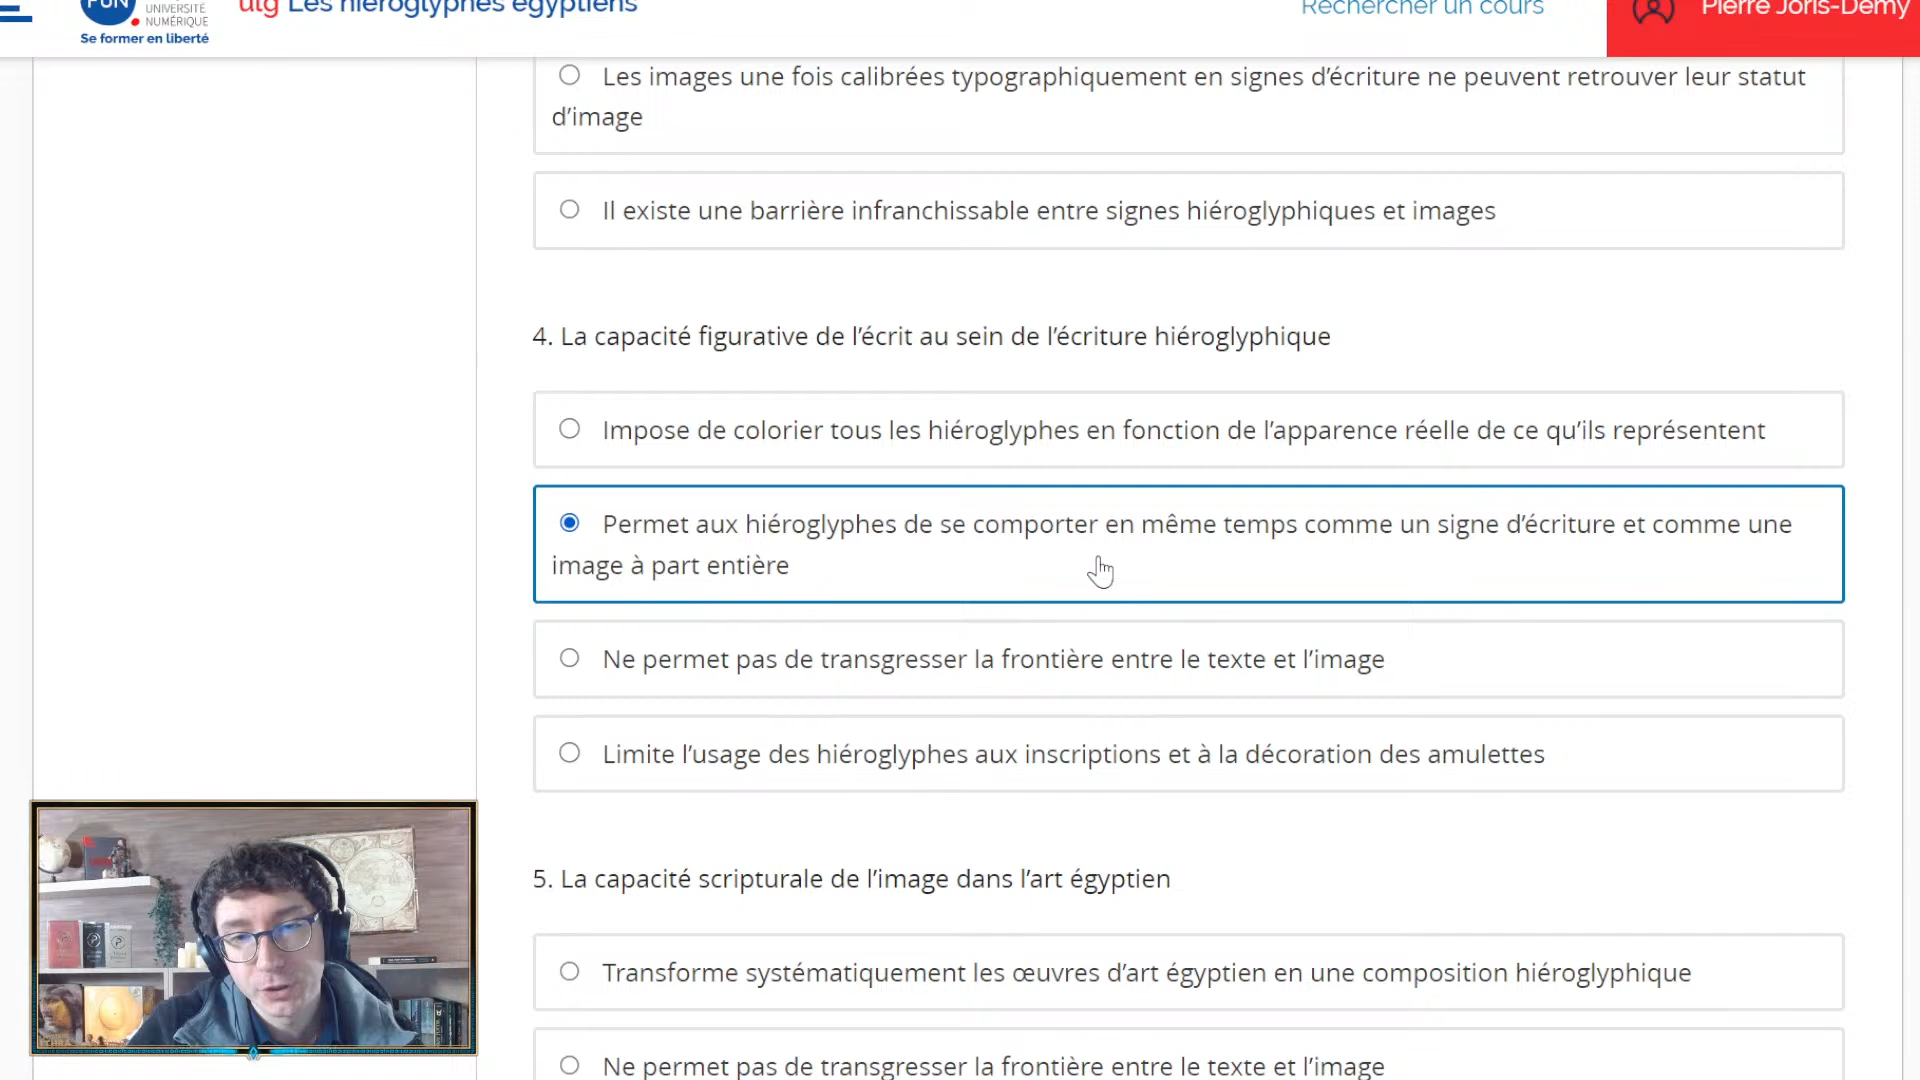 FUN
UNIVERSITÉ
NUMÉRIQUE
Se former en liberté
ulg Les hiéroglyphes égyptiens
Rechercher un cours
Pierre Joris-Demy
Les images une fois calibrées typographiquement en signes d’écriture ne peuvent retrouver leur statut
d’image
Il existe une barrière infranchissable entre signes hiéroglyphiques et images
4. La capacité figurative de l’écrit au sein de l’écriture hiéroglyphique
Impose de colorier tous les hiéroglyphes en fonction de l’apparence réelle de ce qu’ils représentent
Permet aux hiéroglyphes de se comporter en même temps comme un signe d’écriture et comme une
image à part entière
Ne permet pas de transgresser la frontière entre le texte et l’image
Limite l’usage des hiéroglyphes aux inscriptions et à la décoration des amulettes
5. La capacité scripturale de l’image dans l’art égyptien
Transforme systématiquement les œuvres d’art égyptien en une composition hiéroglyphique
Ne permet pas de transgresser la frontière entre le texte et l’image